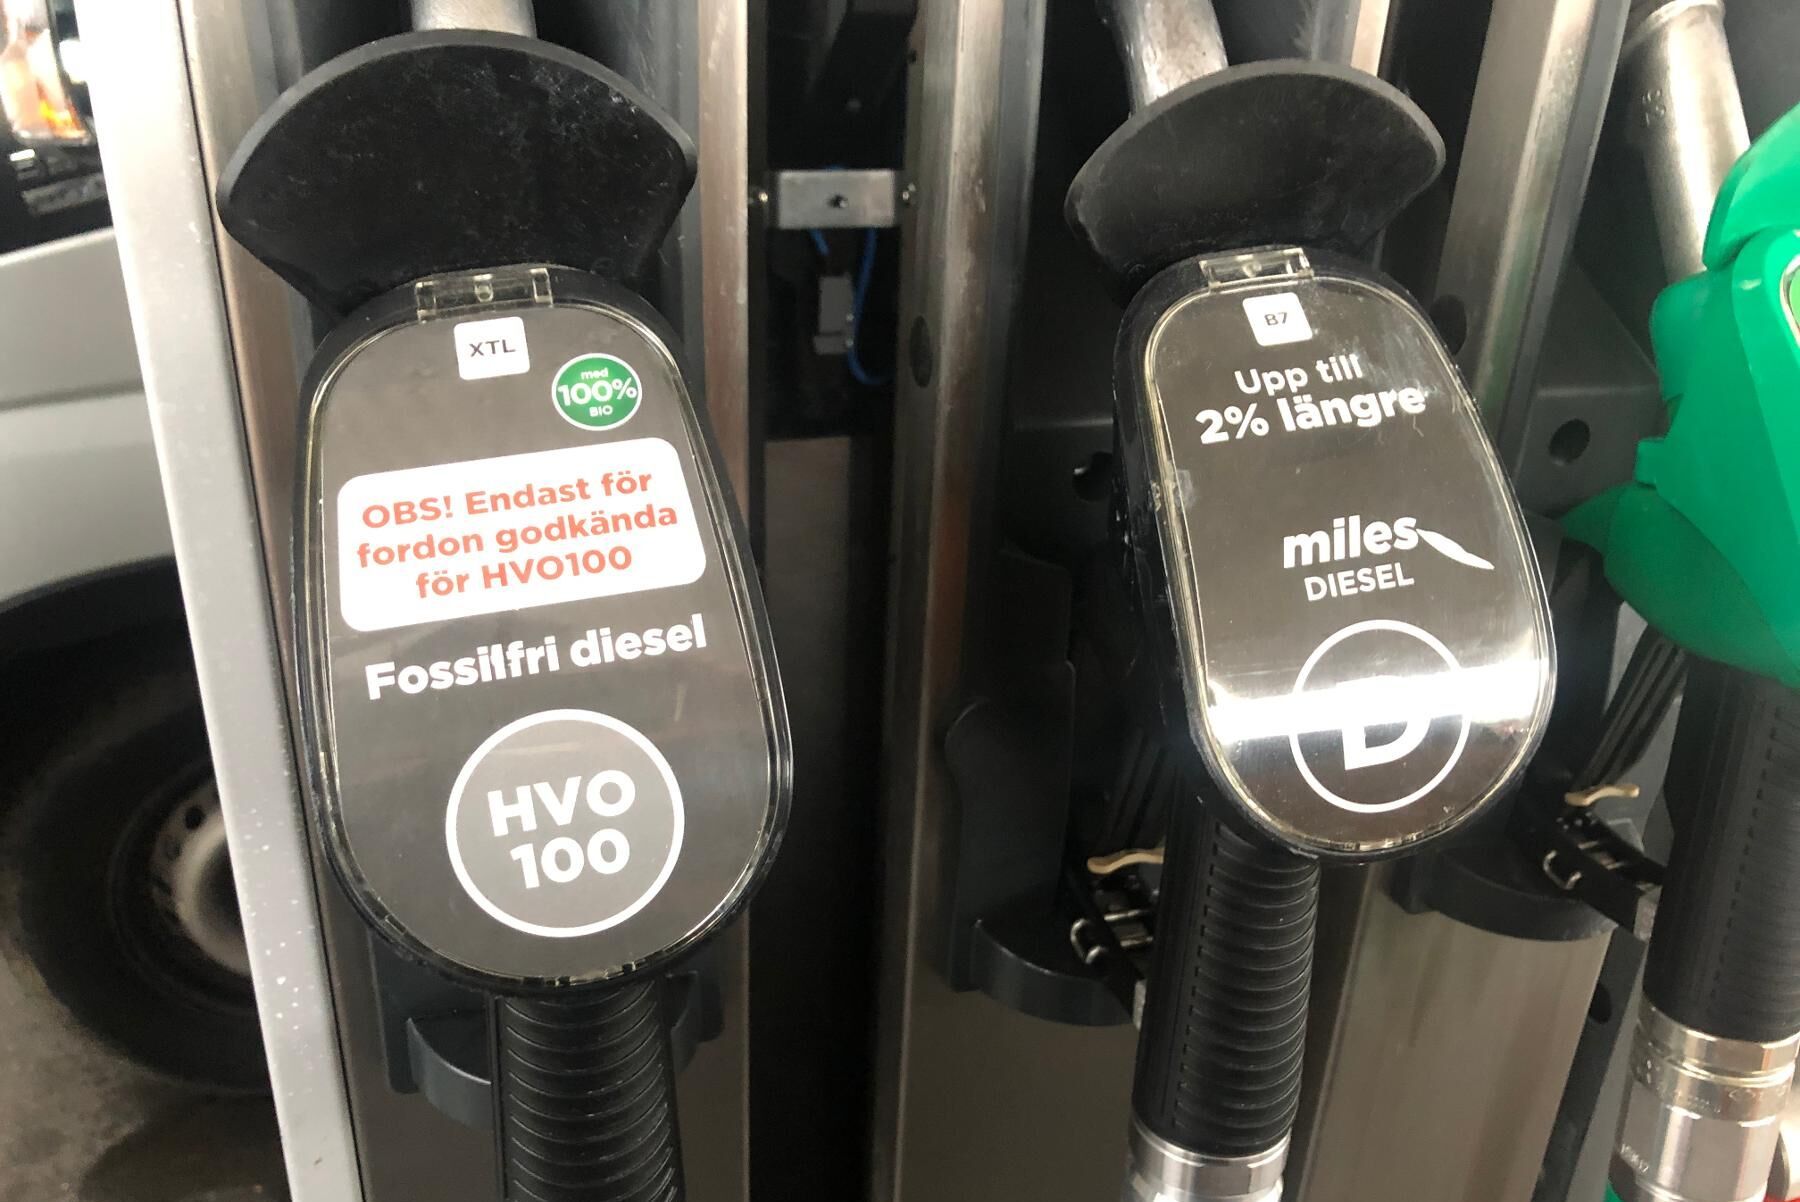 XTL
med
100%
BIO
OBS! Endast för
fordon godkända
för HVO100
Fossilfri diesel
HVO
100
B7
Upp till
2% längre
miles
DIESEL
D